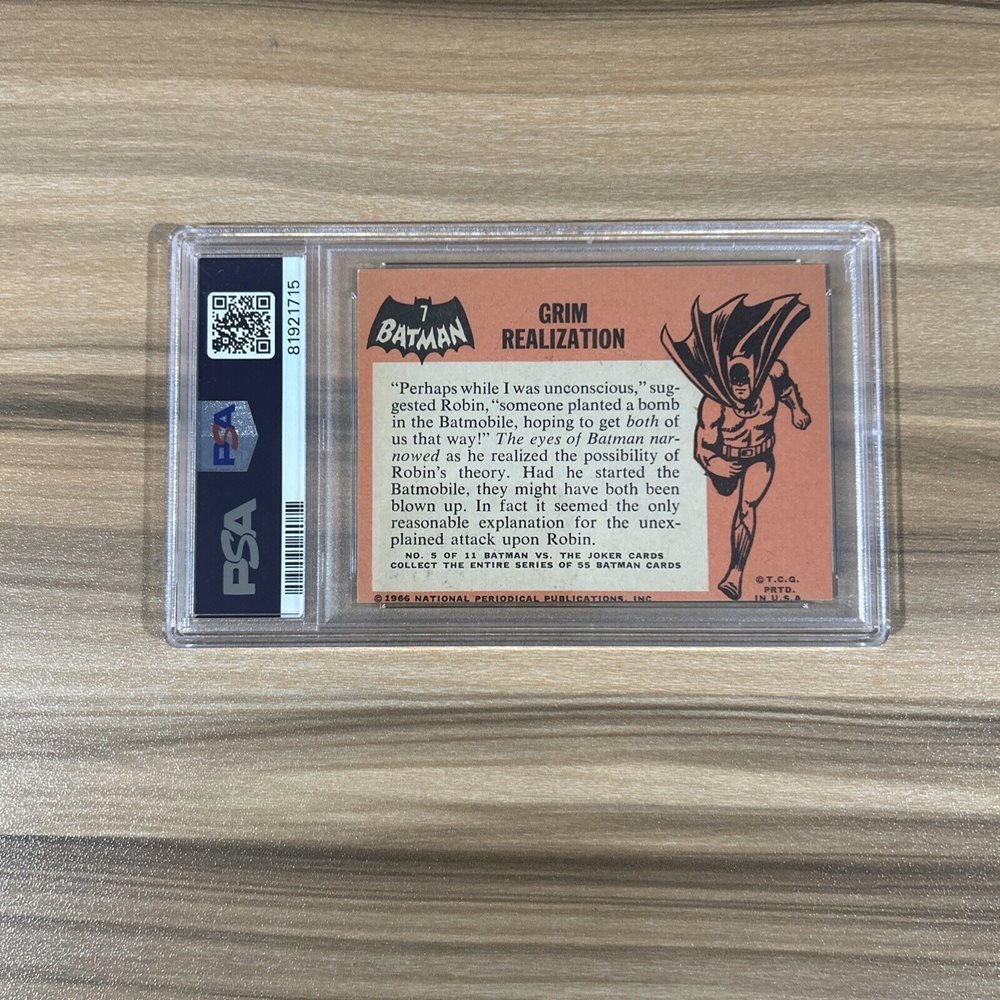 PSA
PSA
81921715
7
BATMAN
GRIM
REALIZATION
“Perhaps while I was unconscious,” sug-
gested Robin, “someone planted a bomb
in the Batmobile, hoping to get both of
us that way!” The eyes of Batman nar-
nowed as he realized the possibility of
Robin's theory. Had he started the
Batmobile, they might have both been
blown up. In fact it seemed the only
reasonable explanation for the unex-
plained attack upon Robin.
NO. 5 OF 11 BATMAN VS. THE JOKER CARDS
COLLECT THE ENTIRE SERIES OF 55 BATMAN CARDS
© 1966 NATIONAL PERIODICAL PUBLICATIONS, INC
© T.C.G.
PRTD.
IN U.S.A